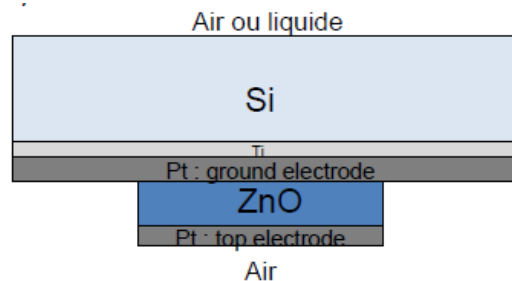 Air ou liquide
Si
Ti
Pt : ground electrode
ZnO
Pt : top electrode
Air